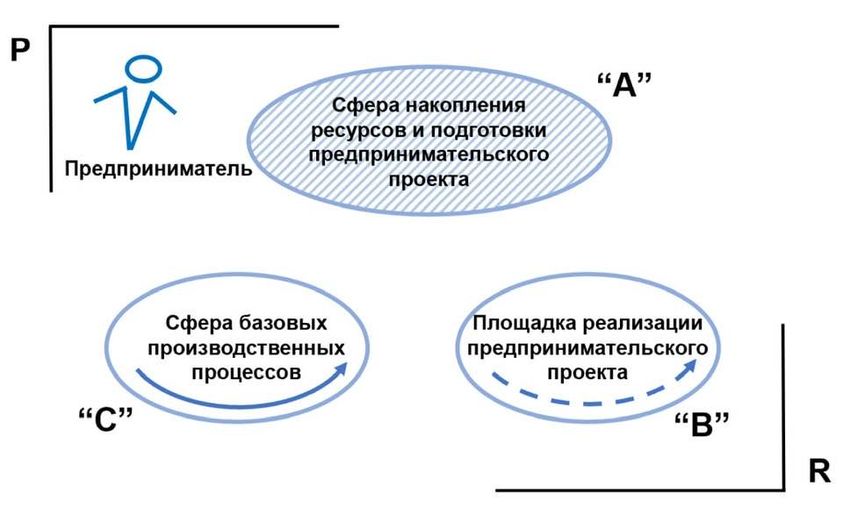 P
“A”
Сфера накопления
ресурсов и подготовки
предпринимательского
проекта
Предприниматель
Сфера базовых
производственных
процессов
“C”
Площадка реализации
предпринимательского
проекта
“B”
R